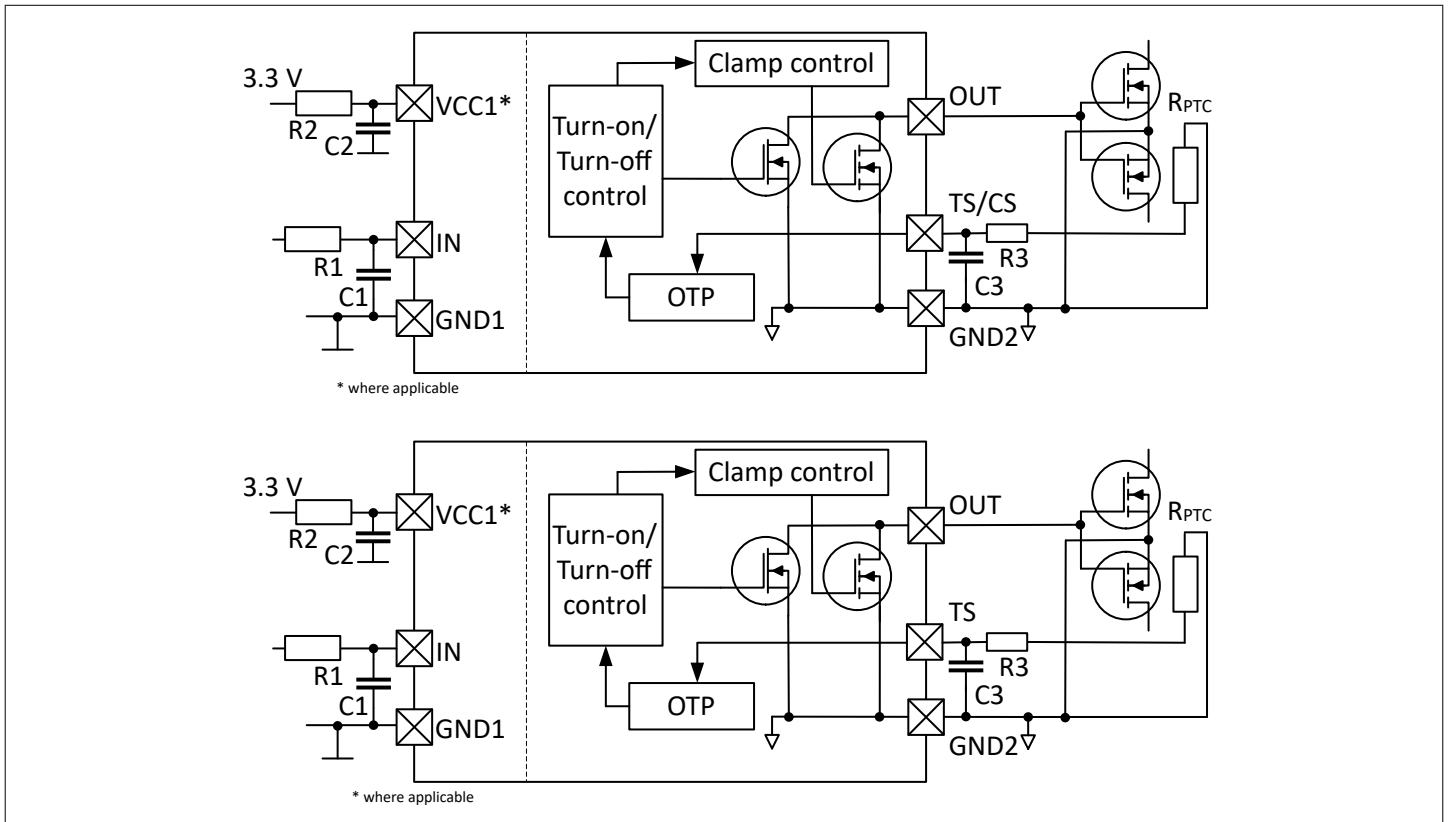 Clamp control
3.3 V
VCC1*
OUT
RPTC
R2
C2
Turn-on/
Turn-off
control
TS/CS
IN
R1
R3
C1
OTP
C3
GND1
GND2
* where applicable
Clamp control
3.3 V
VCC1*
OUT
RPTC
R2
C2
Turn-on/
Turn-off
control
TS
IN
R1
R3
C1
OTP
C3
GND1
GND2
* where applicable